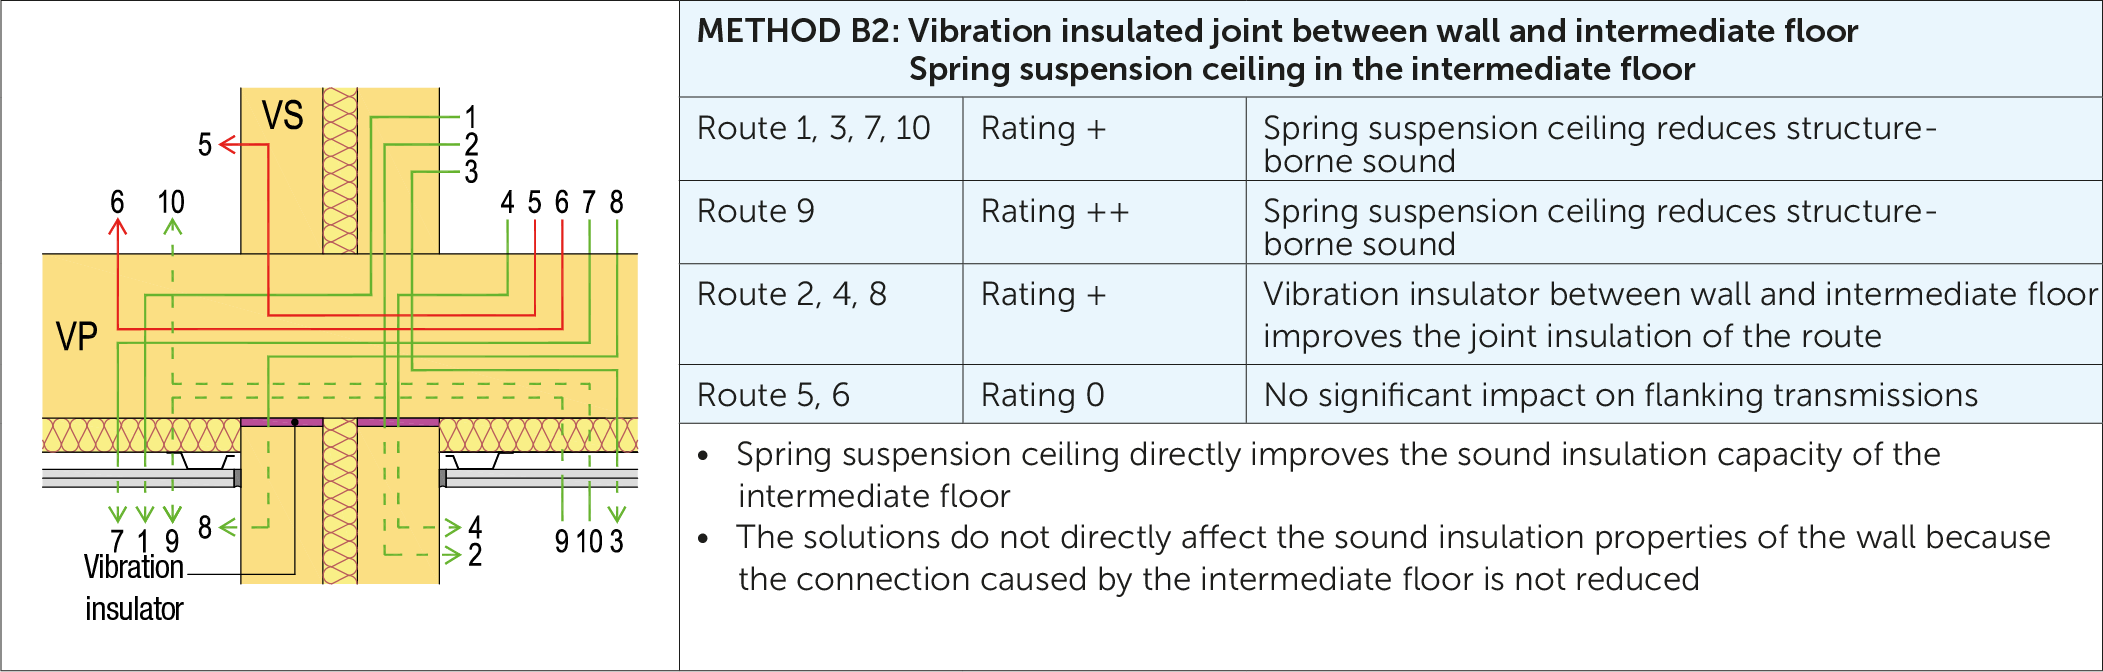 METHOD B2: Vibration insulated joint between wall and intermediate floor
Spring suspension ceiling in the intermediate floor
Route 1, 3, 7, 10
Rating +
Spring suspension ceiling reduces structure-
borne sound
Route 9
Rating ++
Spring suspension ceiling reduces structure-
borne sound
Route 2, 4, 8
Rating +
Vibration insulator between wall and intermediate floor
improves the joint insulation of the route
Route 5, 6
Rating 0
No significant impact on flanking transmissions
• Spring suspension ceiling directly improves the sound insulation capacity of the
intermediate floor
• The solutions do not directly affect the sound insulation properties of the wall because
the connection caused by the intermediate floor is not reduced
VS
1
5
2
3
6
10
4
5
6
7
8
VP
7
1
9
8
4
2
9
10
3
Vibration
insulator